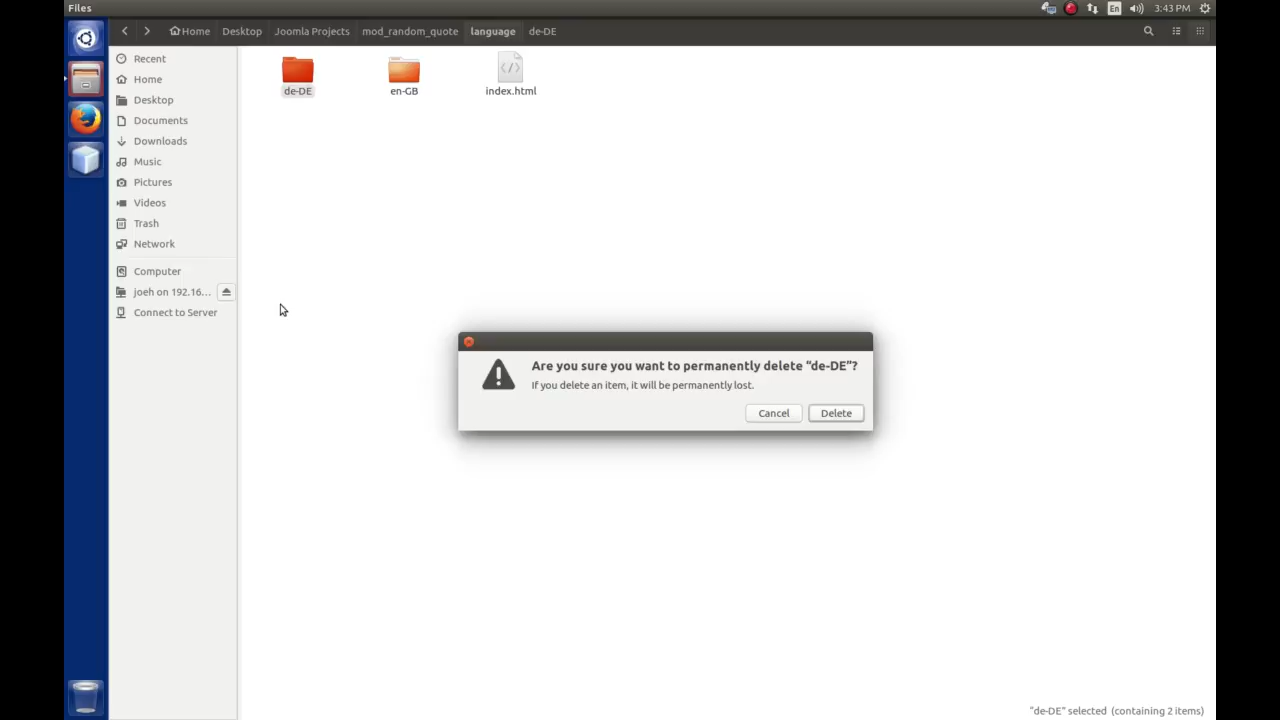 Files
En
3:43 PM
Home
Desktop
Joomla Projects
mod_random_quote
language
de-DE
Recent
Home
Desktop
Documents
Downloads
Music
Pictures
Videos
Trash
Network
Computer
joeh on 192.16...
Connect to Server
de-DE
en-GB
index.html
Are you sure you want to permanently delete “de-DE”?
If you delete an item, it will be permanently lost.
Cancel
Delete
"de-DE" selected (containing 2 items)